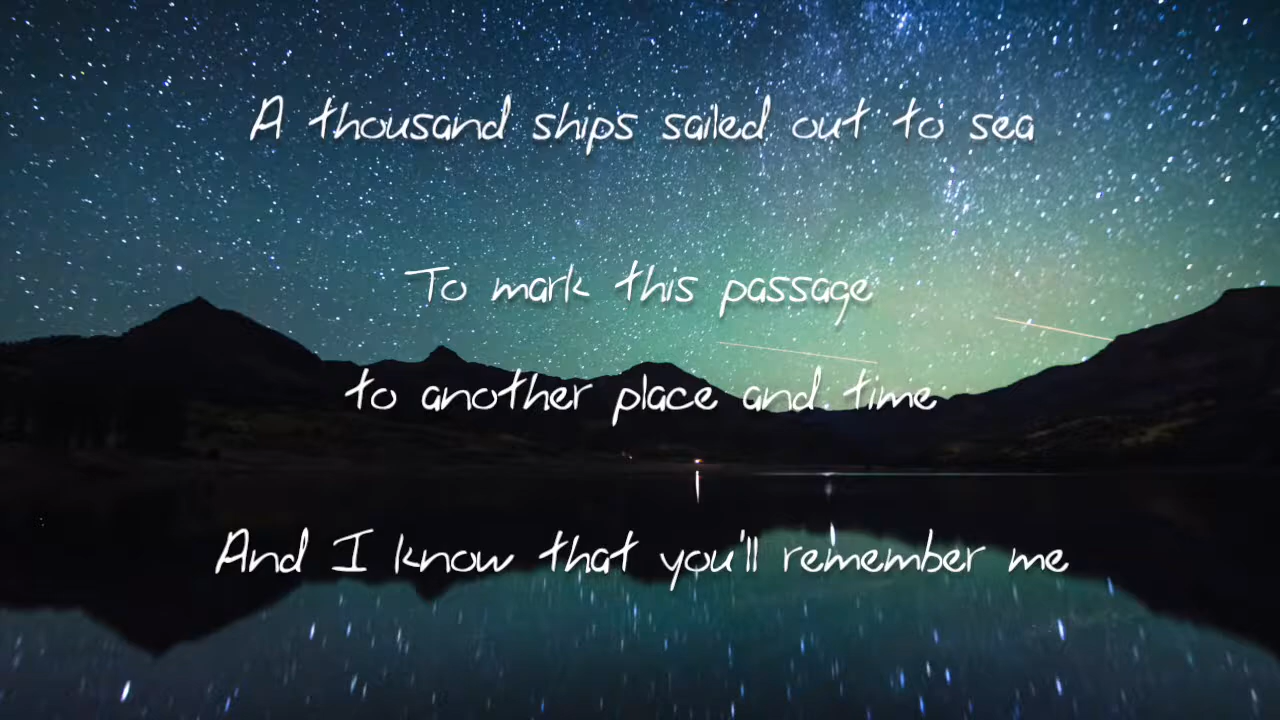 A thousand ships sailed out to sea
To mark this passage
to another place and time
And I know that you'll remember me